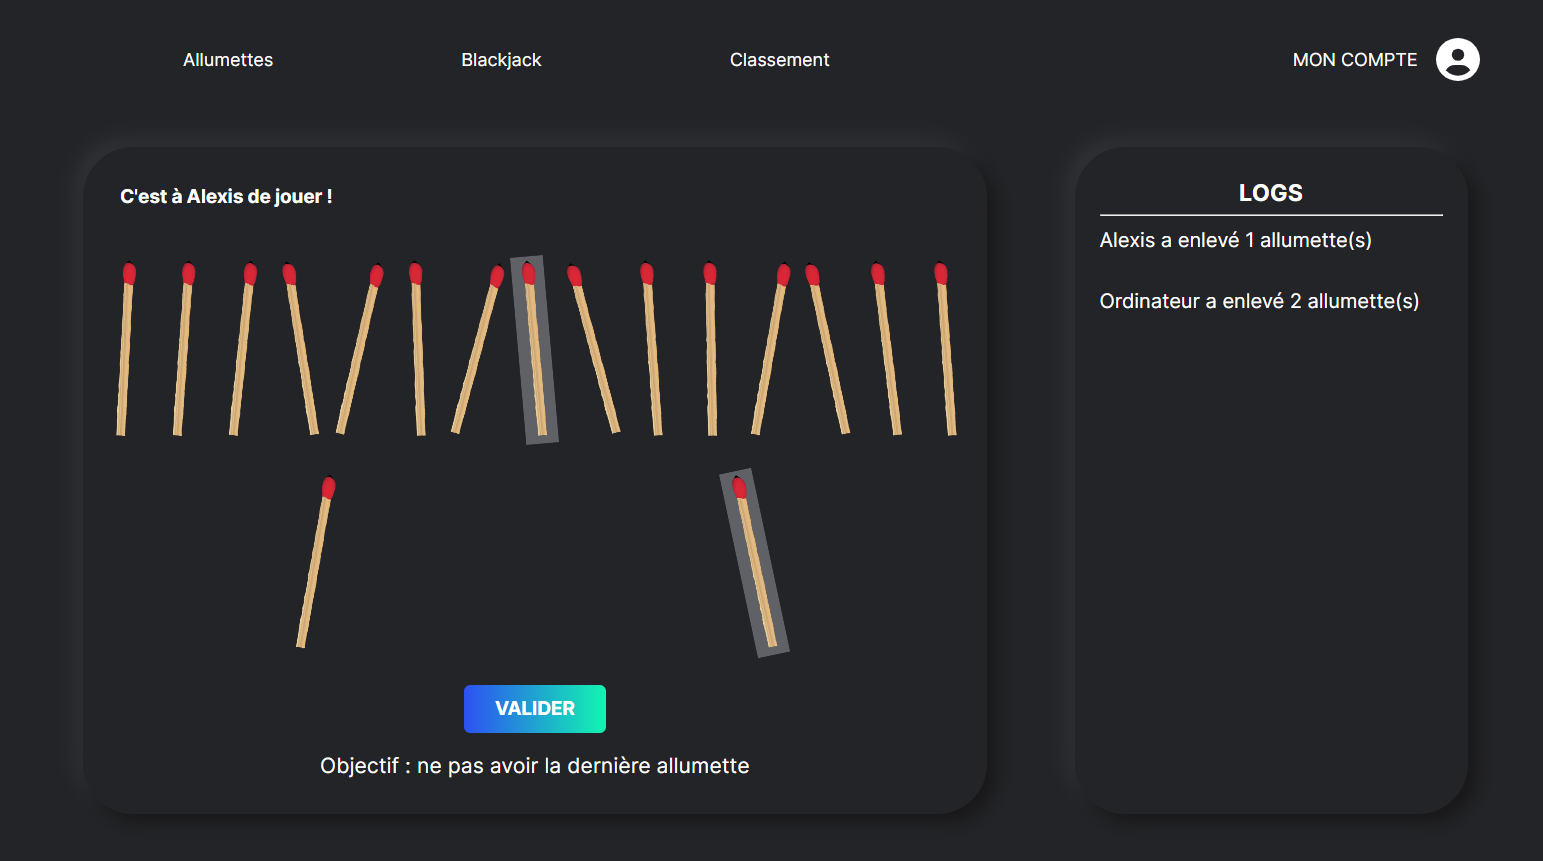 Allumettes
Blackjack
Classement
MON COMPTE
C'est à Alexis de jouer !
VALIDER
Objectif : ne pas avoir la dernière allumette
LOGS
Alexis a enlevé 1 allumette(s)
Ordinateur a enlevé 2 allumette(s)